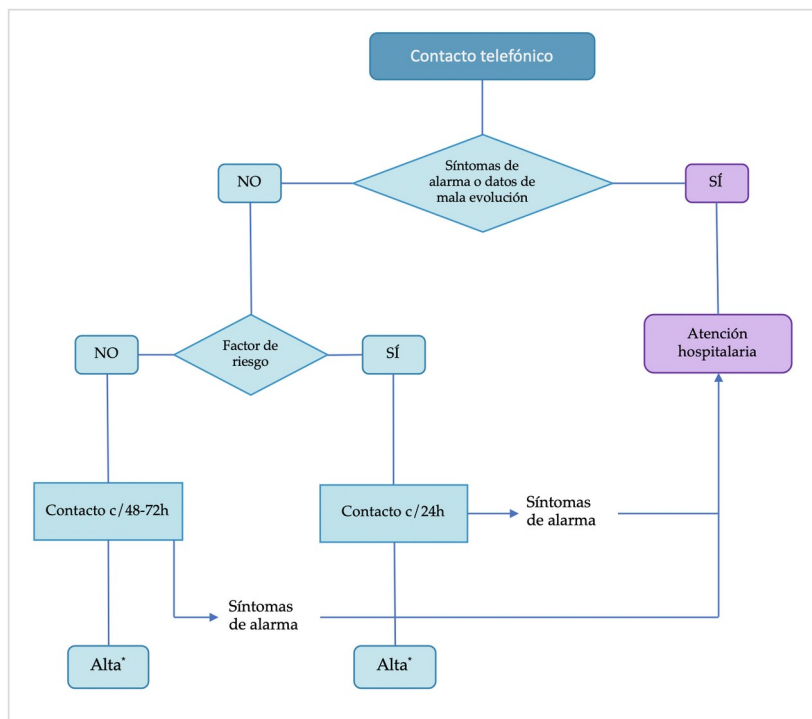 Contacto telefónico
Síntomas de
alarma o datos de
mala evolución
NO
SÍ
Factor de
riesgo
NO
SÍ
Atención
hospitalaria
Contacto c/48-72h
Contacto c/24h
Síntomas
de alarma
Síntomas
de alarma
Alta*
Alta*